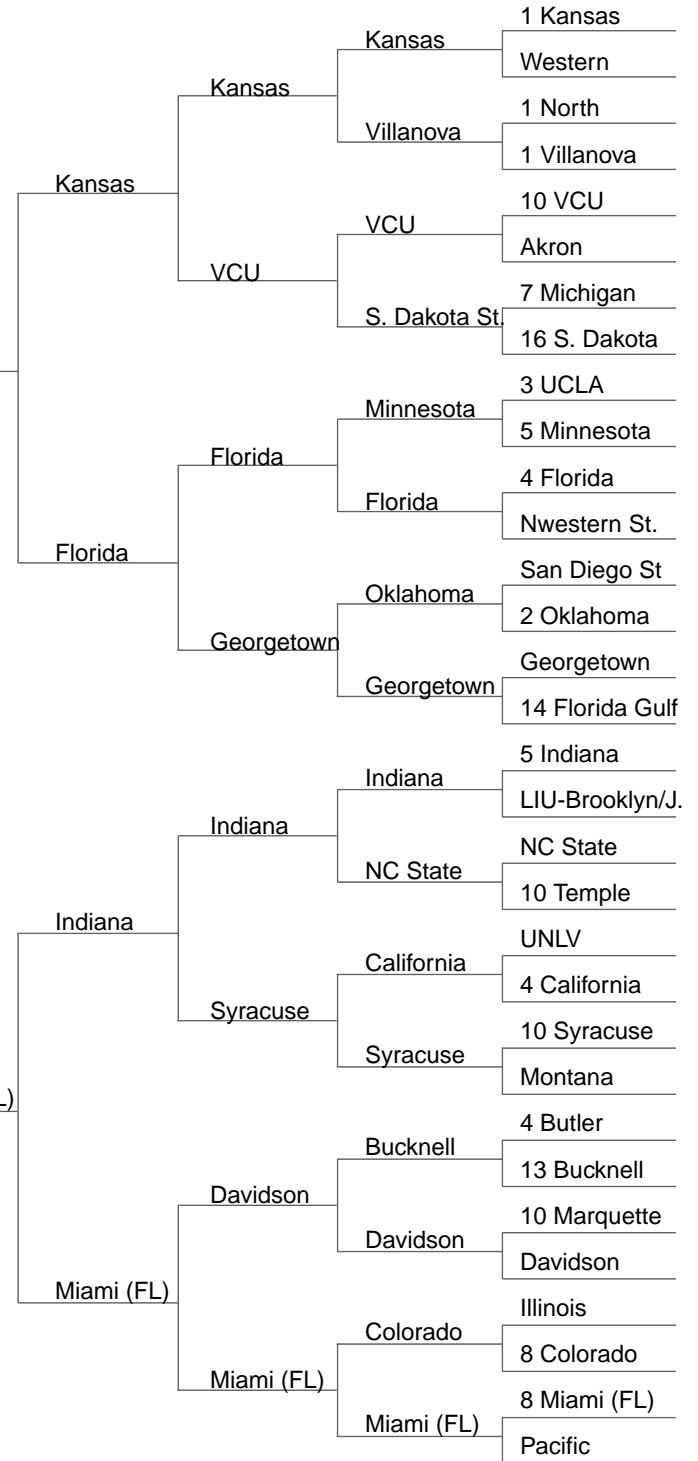 1 Kansas
Kansas
Western
Kansas
1 North
Villanova
1 Villanova
Kansas
10 VCU
VCU
Akron
VCU
7 Michigan
S. Dakota St.
16 S. Dakota
3 UCLA
Minnesota
5 Minnesota
Florida
4 Florida
Florida
Nwestern St.
Florida
San Diego St
Oklahoma
2 Oklahoma
Georgetown
Georgetown
Georgetown
14 Florida Gulf
5 Indiana
Indiana
LIU-Brooklyn/J.
Indiana
NC State
NC State
10 Temple
Indiana
UNLV
California
4 California
Syracuse
10 Syracuse
Syracuse
Montana
L)
4 Butler
Bucknell
13 Bucknell
Davidson
10 Marquette
Davidson
Davidson
Miami (FL)
Illinois
Colorado
8 Colorado
Miami (FL)
8 Miami (FL)
Miami (FL)
Pacific